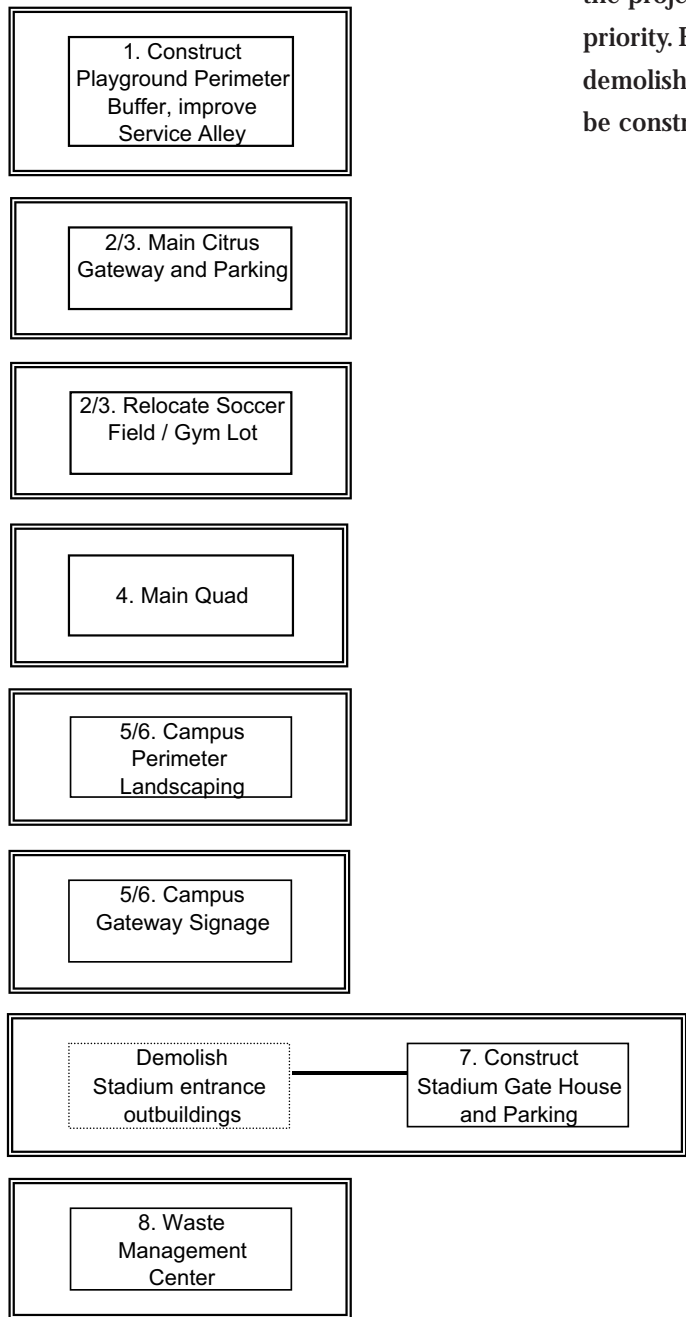 the proje
priority.
demolish
be constr
1. Construct
Playground Perimeter
Buffer, improve
Service Alley
2/3. Main Citrus
Gateway and Parking
2/3. Relocate Soccer
Field / Gym Lot
4. Main Quad
5/6. Campus
Perimeter
Landscaping
5/6. Campus
Gateway Signage
Demolish
Stadium entrance
outbuildings
7. Construct
Stadium Gate House
and Parking
8. Waste
Management
Center